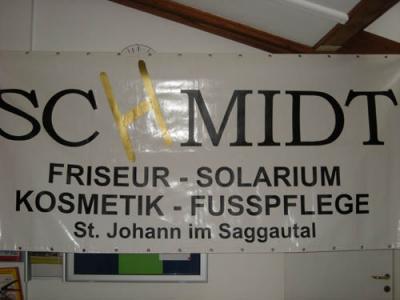 SCHMIDT
FRISEUR - SOLARIUM
KOSMETIK - FUSSPFLEGE
St. Johann im Saggautal